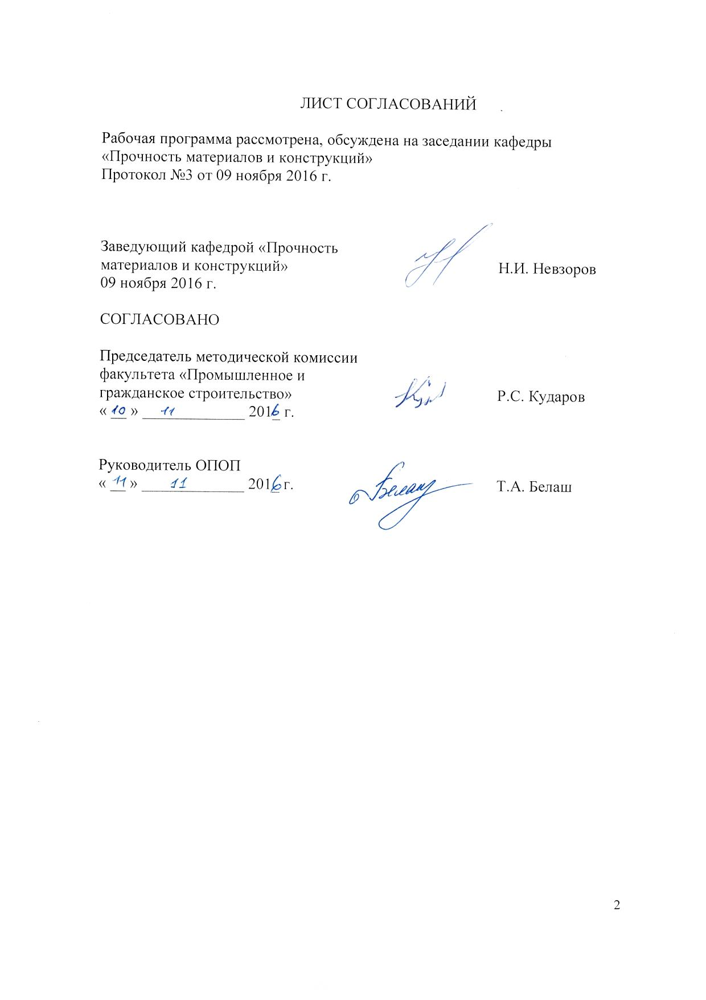 ЛИСТ СОГЛАСОВАНИЙ
Рабочая программа рассмотрена, обсуждена на заседании кафедры
«Прочность материалов и конструкций»
Протокол №3 от 09 ноября 2016 г.
Заведующий кафедрой «Прочность
материалов и конструкций» Н.И. Невзоров
09 ноября 2016 г.
СОГЛАСОВАНО
Председатель методической комиссии
факультета «Промышленное и
гражданское строительство» Р.С. Кударов
« 10 » 11 2016 г.
Руководитель ОПОП
« 11 » 11 2016 г. Белаш Т.А. Белаш
2